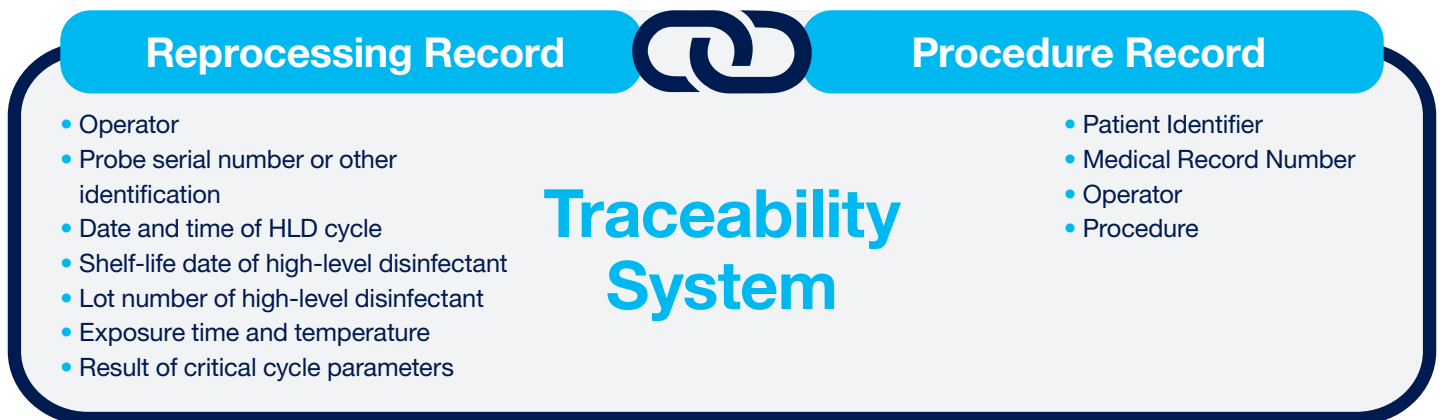 Reprocessing Record
Procedure Record
• Operator
• Probe serial number or other
identification
• Date and time of HLD cycle
• Shelf-life date of high-level disinfectant
• Lot number of high-level disinfectant
• Exposure time and temperature
• Result of critical cycle parameters
Traceability
System
• Patient Identifier
• Medical Record Number
• Operator
• Procedure